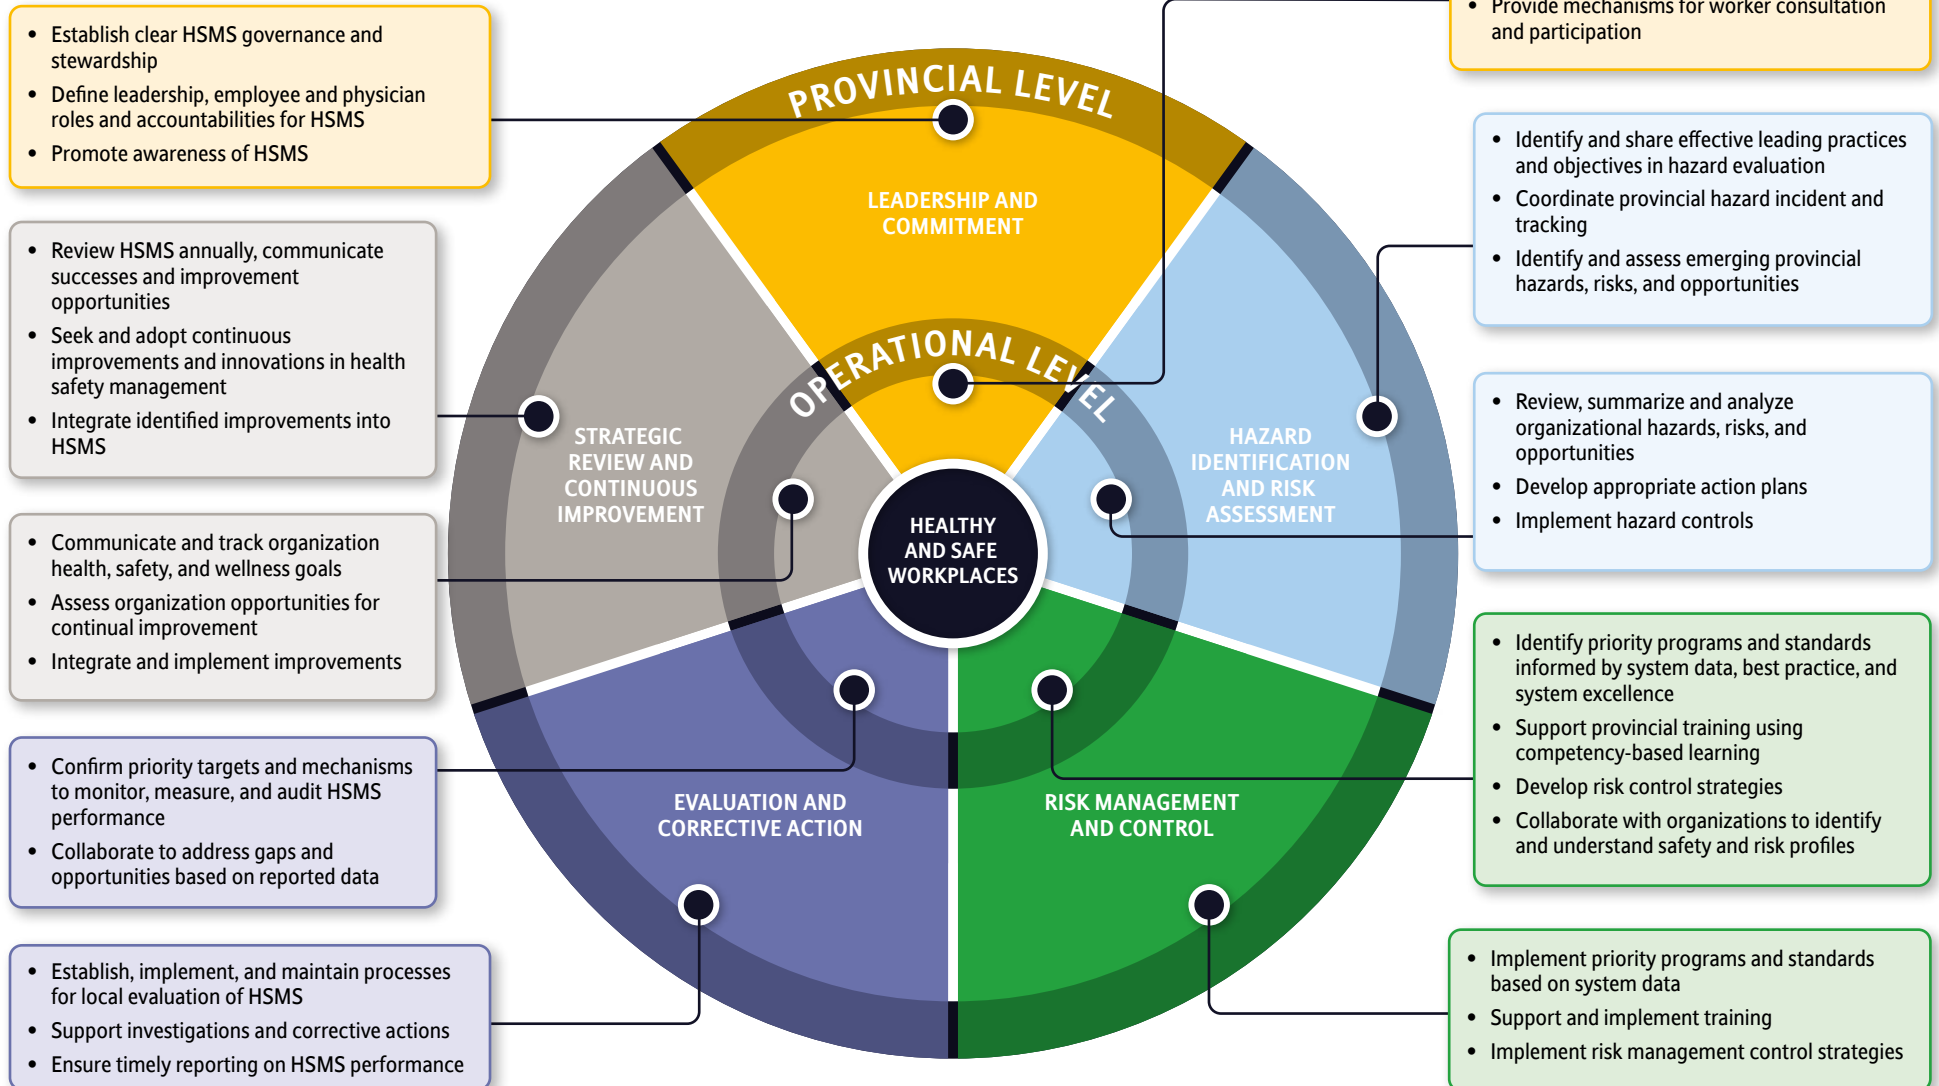 • Establish clear HSMS governance and
stewardship
• Define leadership, employee and physician
roles and accountabilities for HSMS
• Promote awareness of HSMS
• Review HSMS annually, communicate
successes and improvement
opportunities
• Seek and adopt continuous
improvements and innovations in health
safety management
• Integrate identified improvements into
HSMS
• Communicate and track organization
health, safety, and wellness goals
• Assess organization opportunities for
continual improvement
• Integrate and implement improvements
• Confirm priority targets and mechanisms
to monitor, measure, and audit HSMS
performance
• Collaborate to address gaps and
opportunities based on reported data
• Establish, implement, and maintain processes
for local evaluation of HSMS
• Support investigations and corrective actions
• Ensure timely reporting on HSMS performance
PROVINCIAL LEVEL
LEADERSHIP AND
COMMITMENT
OPERATIONAL LEVEL
STRATEGIC
REVIEW AND
CONTINUOUS
IMPROVEMENT
HAZARD
IDENTIFICATION
AND RISK
ASSESSMENT
HEALTHY
AND SAFE
WORKPLACES
EVALUATION AND
CORRECTIVE ACTION
RISK MANAGEMENT
AND CONTROL
• Provide mechanisms for worker consultation
and participation
• Identify and share effective leading practices
and objectives in hazard evaluation
• Coordinate provincial hazard incident and
tracking
• Identify and assess emerging provincial
hazards, risks, and opportunities
• Review, summarize and analyze
organizational hazards, risks, and
opportunities
• Develop appropriate action plans
• Implement hazard controls
• Identify priority programs and standards
informed by system data, best practice, and
system excellence
• Support provincial training using
competency-based learning
• Develop risk control strategies
• Collaborate with organizations to identify
and understand safety and risk profiles
• Implement priority programs and standards
based on system data
• Support and implement training
• Implement risk management control strategies